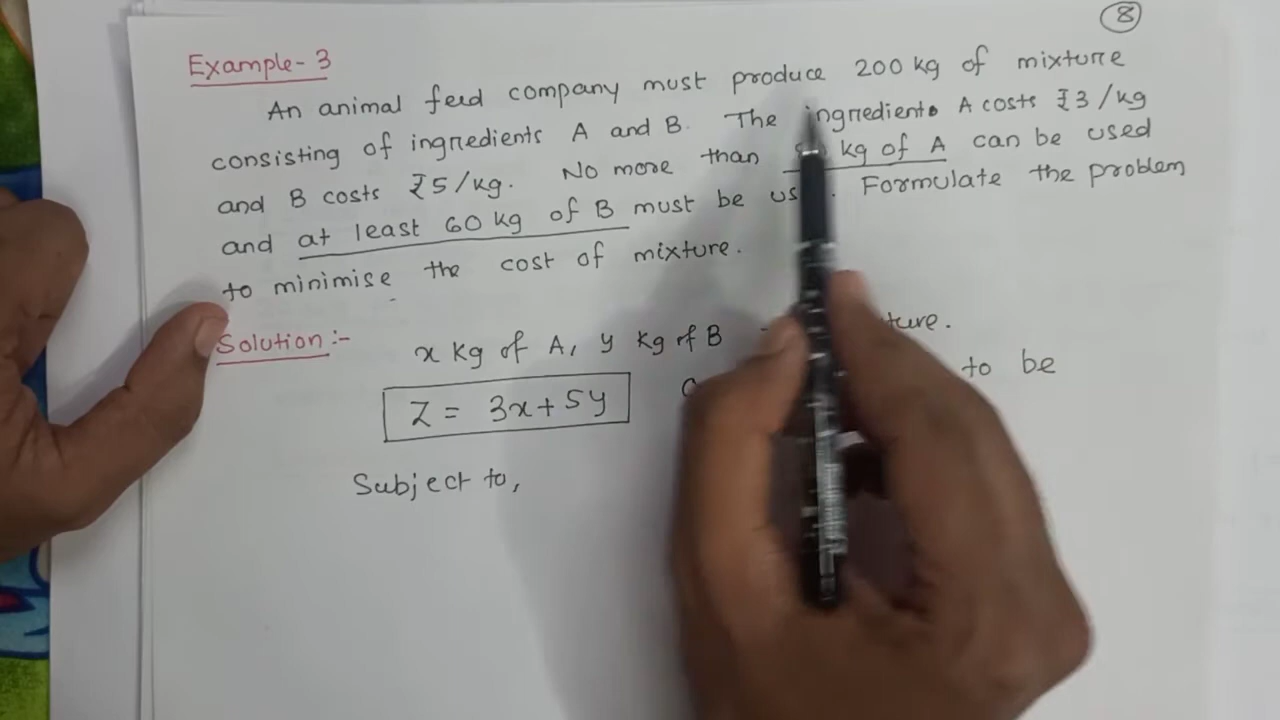 8
Example-3
An animal feed company must produce 200 kg of mixture
consisting of ingredients A and B. The ingredients A costs ₹3/kg
and B costs ₹5/kg. No more than kg of A can be used
and at least 60 kg of B must be Formulate the problem
to minimise the cost of mixture.
Solution:-
x kg of A, y kg of B
Z = 3x+5y to be
Subject to,